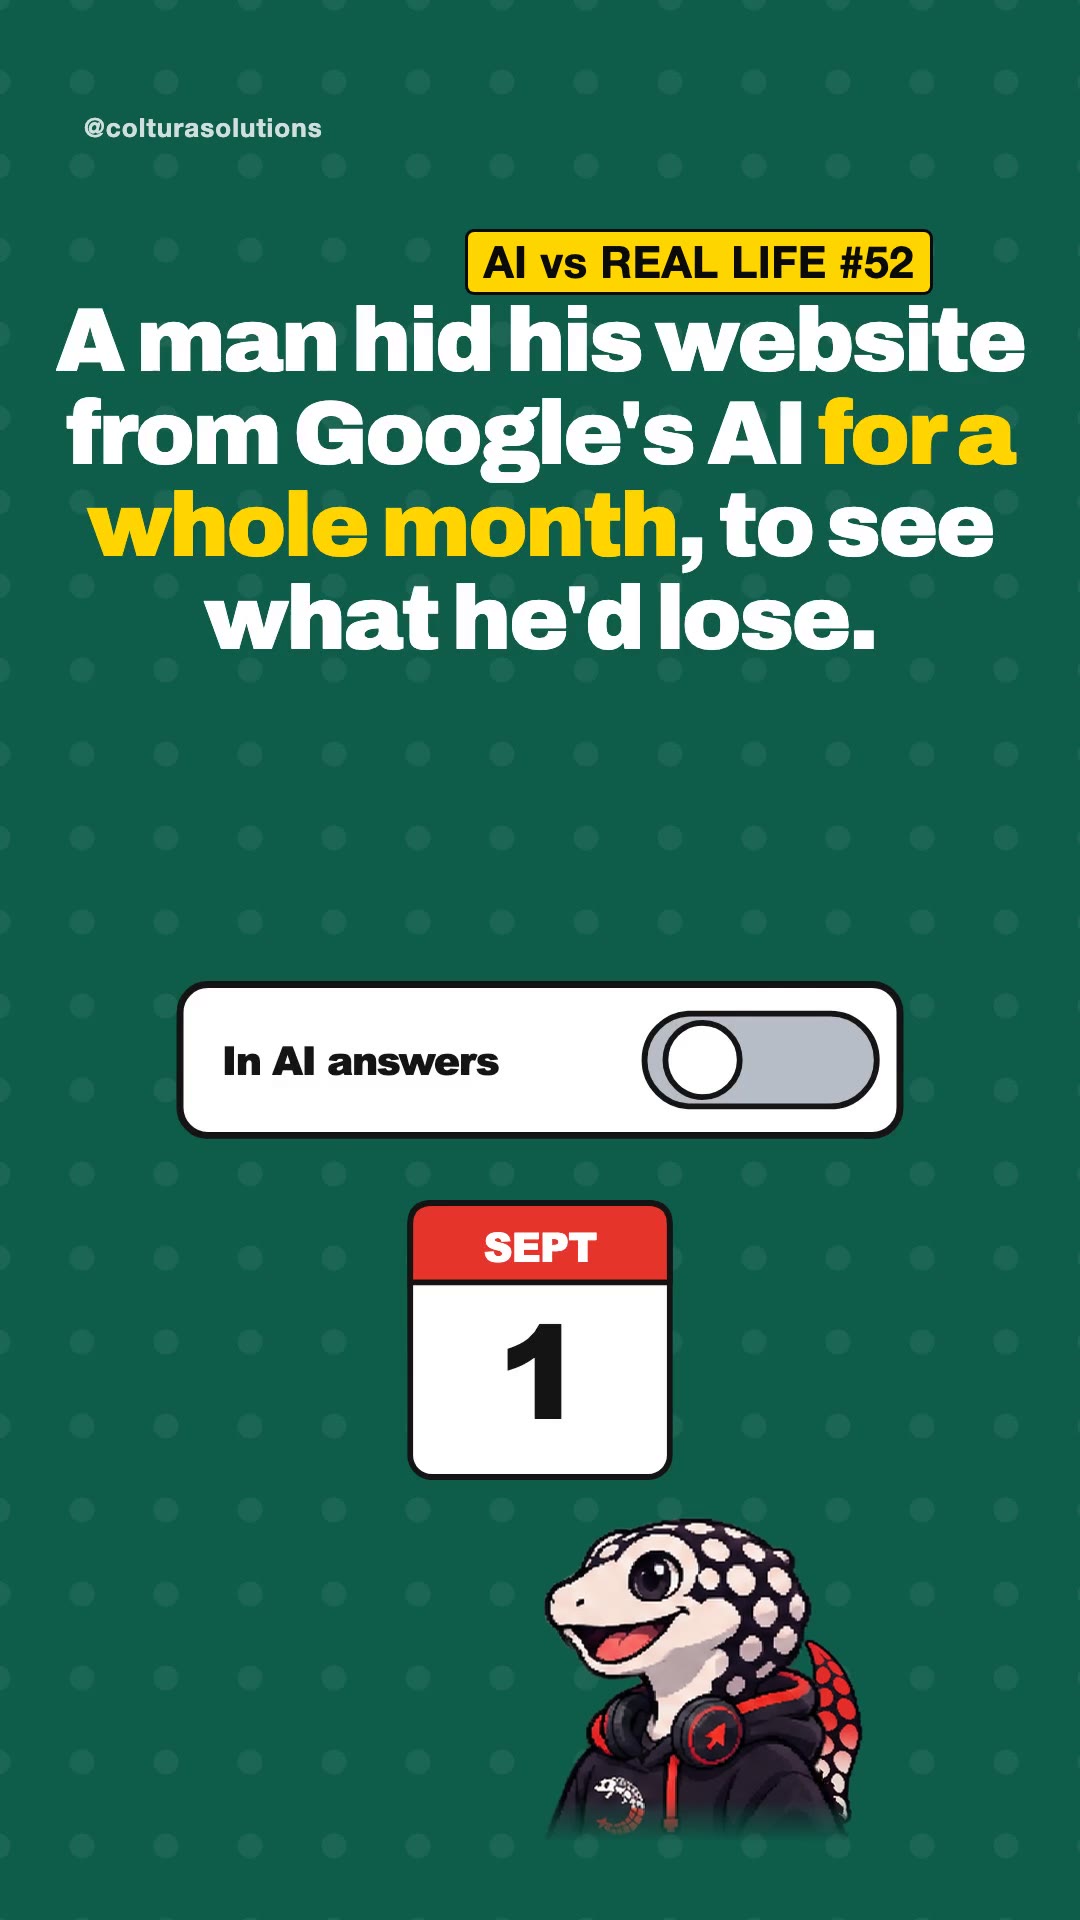 @colturasolutions
AI vs REAL LIFE #52
A man hid his website
from Google's AI for a
whole month, to see
what he'd lose.
In AI answers
SEPT
1